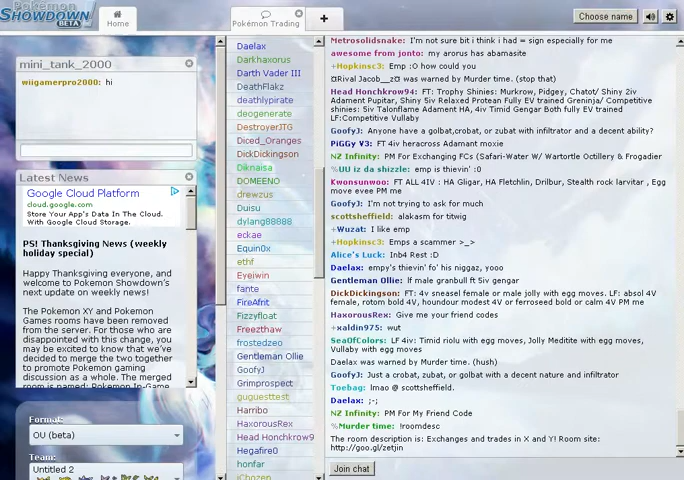 Pokémon
SHOWDOWN
BETA
Home
Pokémon Trading
+
Choose name
mini_tank_2000
wiigamerpro2000: hi
Latest News
Google Cloud Platform
cloud.google.com
Store Your App's Data In The Cloud.
With Google Cloud Storage.
PS! Thanksgiving News (weekly
holiday special)
Happy Thanksgiving everyone, and
welcome to Pokemon Showdown's
next update on weekly news!
The Pokemon XY and Pokemon
Games rooms have been removed
from the server. For those who are
disappointed with this change, you
may be excited to know that we've
decided to merge the two together
to promote Pokemon gaming
discussion as a whole. The merged
room is named: Pokemon In-Game
Format:
OU (beta)
Team:
Untitled 2
Daelax
Darkhaxorus
Darth Vader III
DeathFlakz
deathlypirate
deogenerate
DestroyerJTG
Diced_Oranges
DickDickingson
Diknaisa
DOMEENO
drewzus
Duisu
dylang88888
eckae
Equin0x
ethf
Eyeiwin
fante
FireAfrit
Fizzyfloat
Freezthaw
frostedzeo
Gentleman Ollie
GoofyJ
Grimprospect
guguesttest
Harribo
HaxorousRex
Head Honchkrow9
Hegafire0
honfar
iChozen
Metrosolidsnake: I'm not sure bit i think i had = sign especially for me
awesome from jonto: my arorus has abamasite
+Hopkinsc3: Emp :O how could you
¤Rival Jacob__z¤ was warned by Murder time. (stop that)
Head Honchkrow94: FT: Trophy Shinies: Murkrow, Pidgey, Chatot/ Shiny 2iv
Adament Pupitar, Shiny 5iv Relaxed Protean Fully EV trained Greninja/ Competitive
shinies: 5iv Talonflame Adament HA, 4iv Timid Gengar Both fully EV trained
LF:Competitive Vullaby
GoofyJ: Anyone have a golbat,crobat, or zubat with infiltrator and a decent ability?
PiGGy V3: FT 4iv heracross Adamant moxie
NZ Infinity: PM For Exchanging FCs (Safari-Water W/ Wartortle Octillery & Frogadier
%UU iz da shizzle: emp is thievin' :0
Kwonsunwoo: FT ALL 4IV : HA Gligar, HA Fletchlin, Drilbur, Stealth rock larvitar , Egg
move evee PM me
GoofyJ: I'm not trying to ask for much
scottsheffield: alakasm for titwig
+Wuzat: I like emp
+Hopkinsc3: Emps a scammer >_>
Alice's Luck: Inb4 Rest :D
Daelax: empy's thievin' fo' his niggaz, yooo
Gentleman Ollie: lf male granbull ft 5iv gengar
DickDickingson: with FT: 4v sneasel female or male jolly with egg moves. LF: absol 4V
female, rotom bold 4V, houndour modest 4V or ferroseed bold or calm 4V PM me
HaxorousRex: Give me your friend codes
+xaldin975: wut
SeaOfColors: LF 4iv: Timid riolu with egg moves, Jolly Meditite with egg moves,
Vullaby with egg moves
Daelax was warned by Murder time. (hush)
GoofyJ: Just a crobat, zubat, or golbat with a decent nature and infiltrator
Toebag: lmao @ scottsheffield.
Daelax: ;-;
NZ Infinity: PM For My Friend Code
%Murder time: !roomdesc
The room description is: Exchanges and trades in X and Y! Room site:
http://goo.gl/zetjin
Join chat